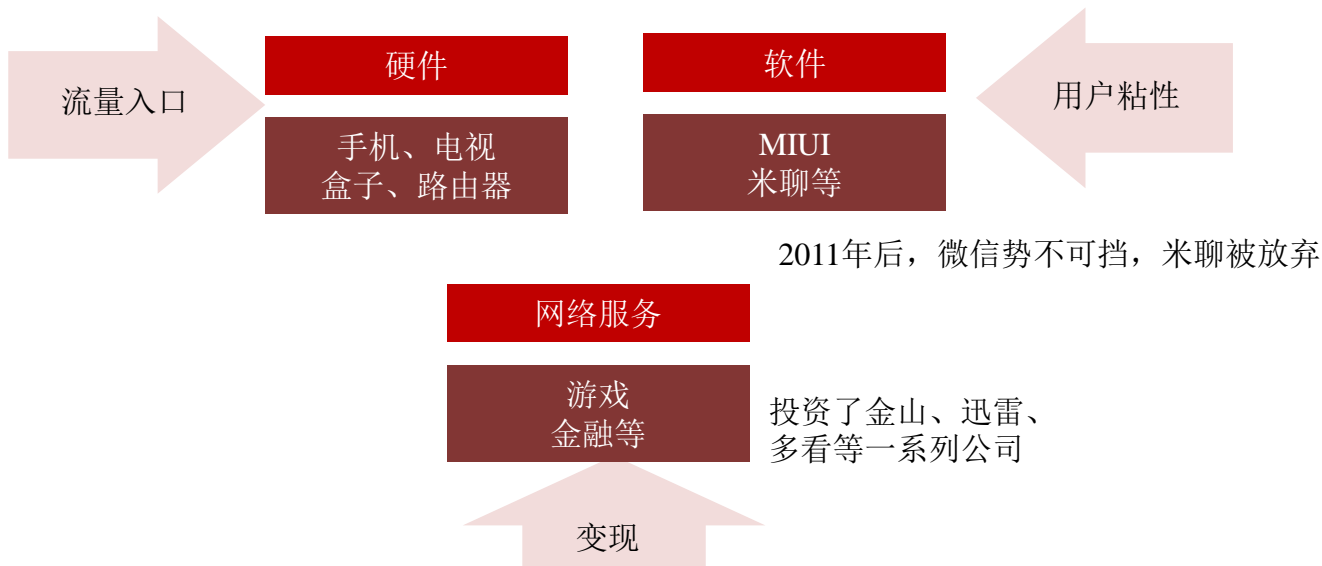 流量入口
硬件
手机、电视
盒子、路由器
软件
MIUI
米聊等
用户粘性
2011年后，微信势不可挡，米聊被放弃
网络服务
游戏
金融等
投资了金山、迅雷、
多看等一系列公司
变现